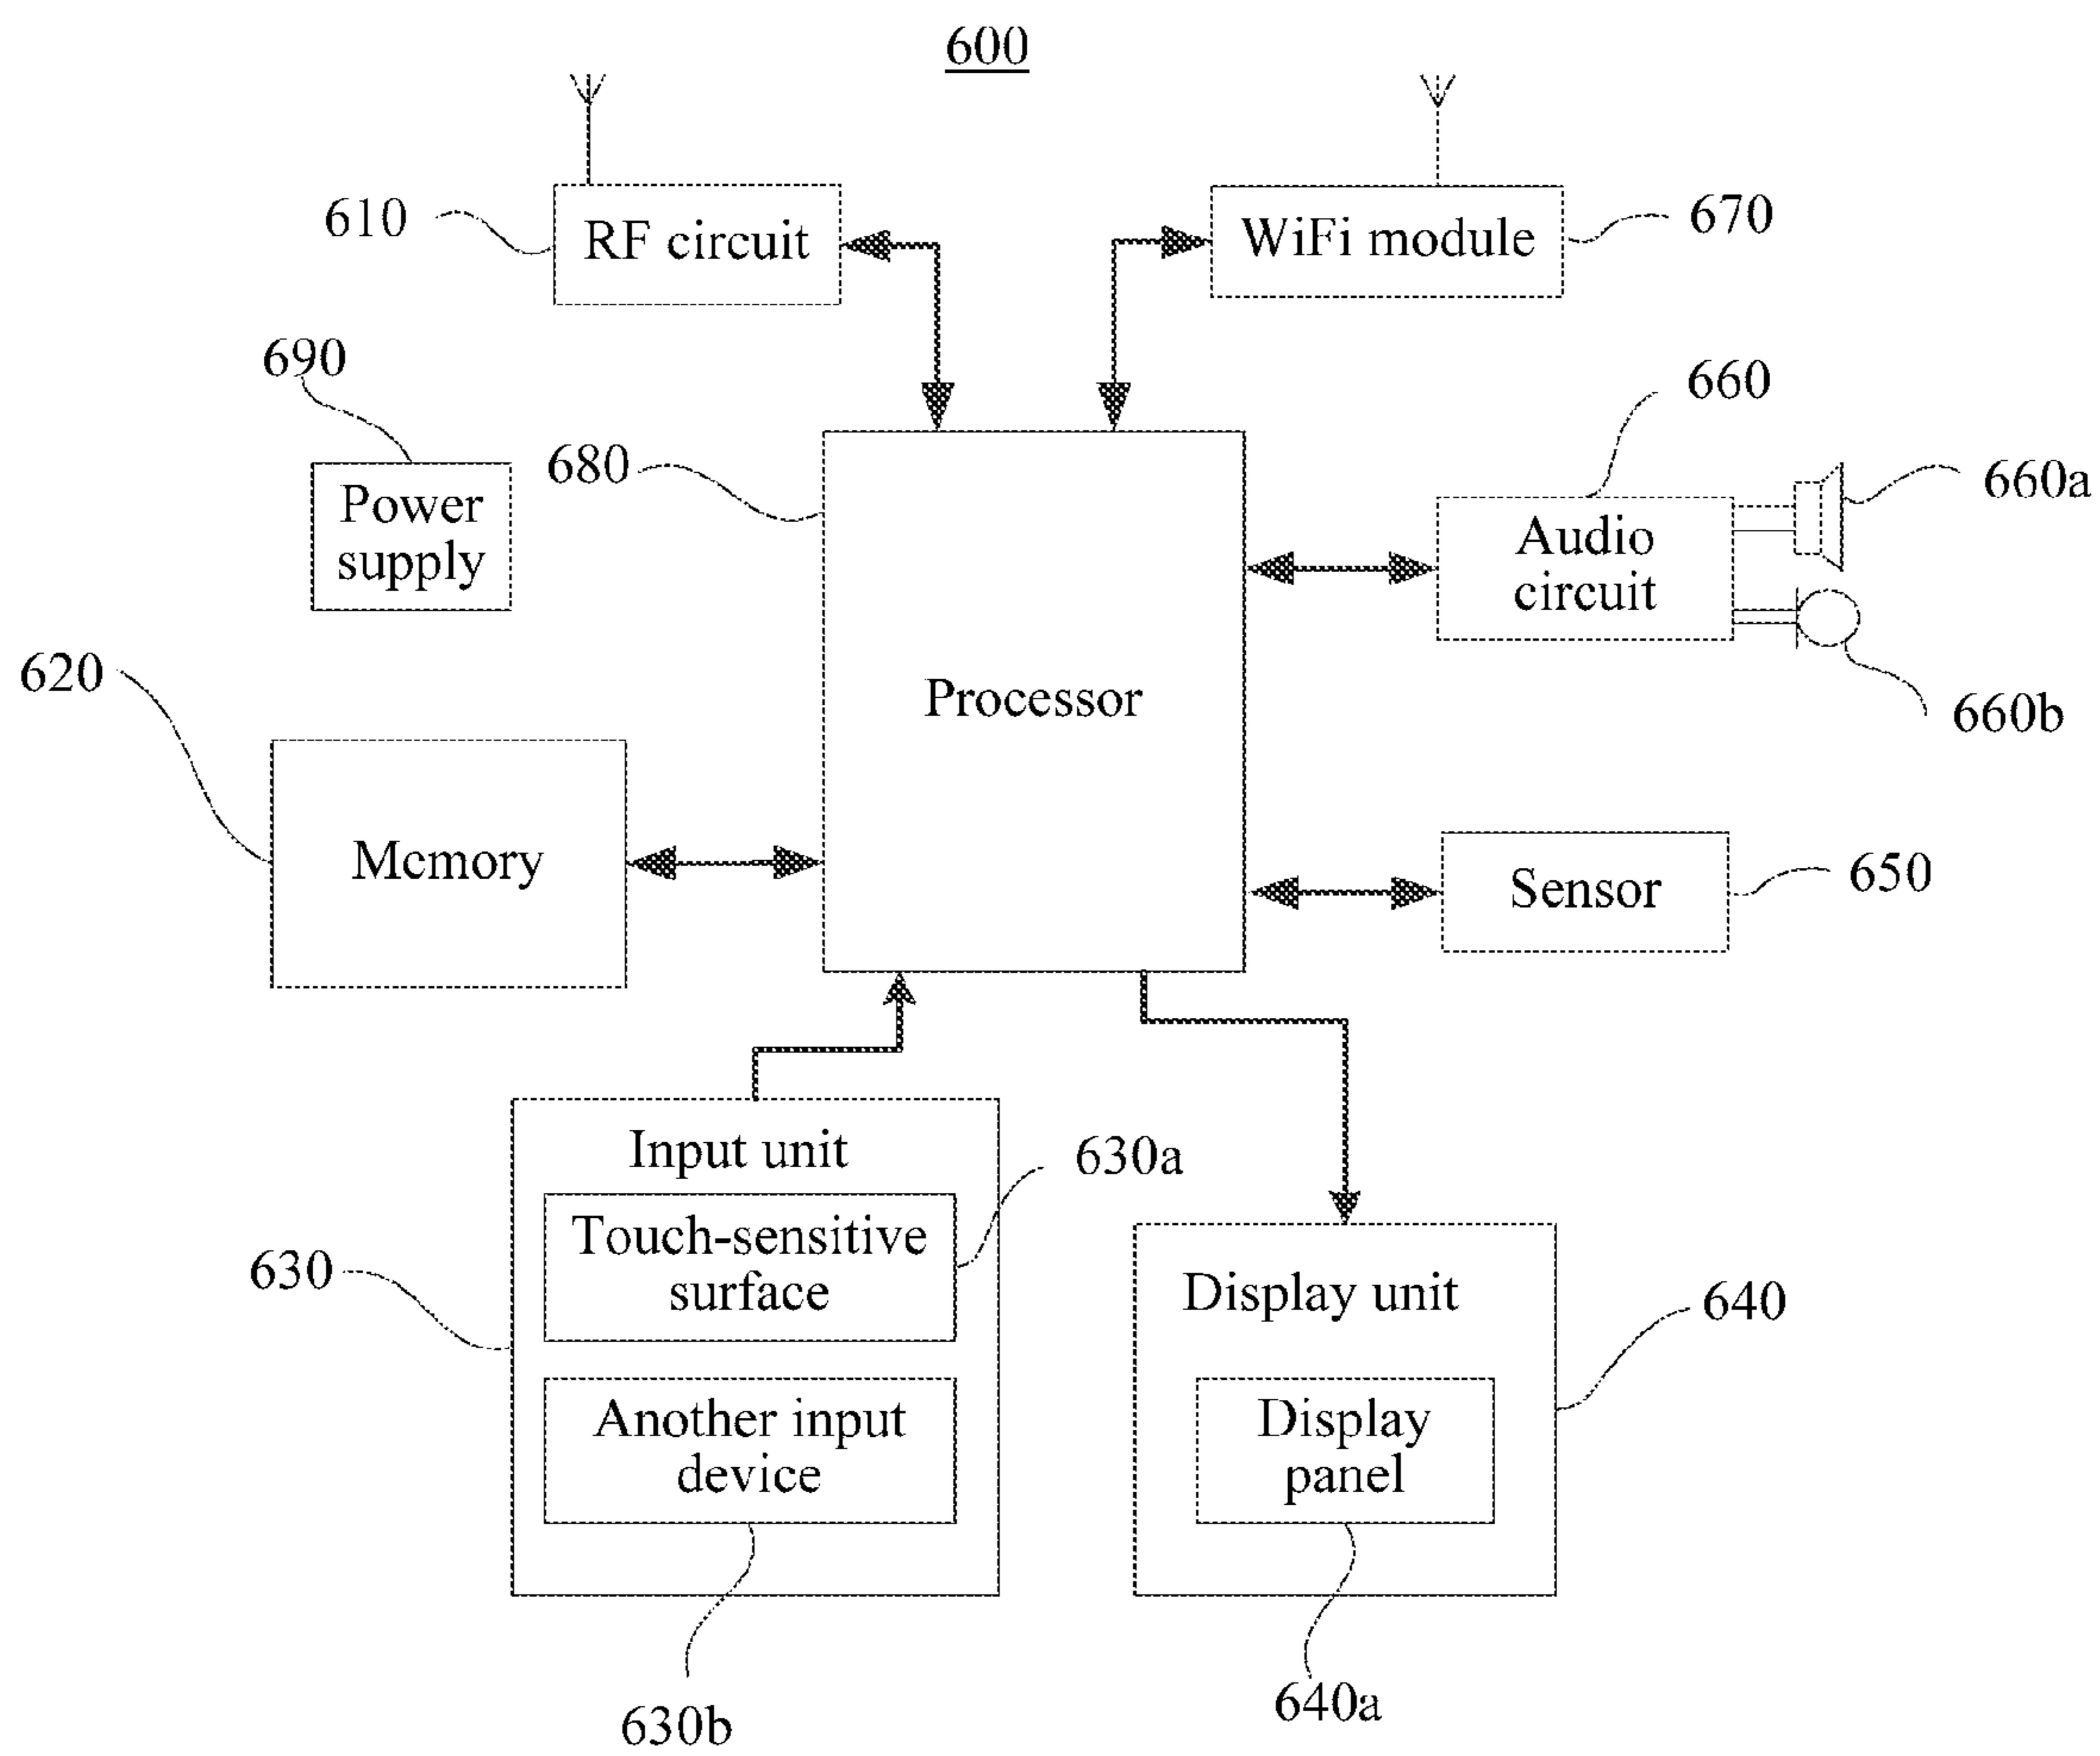 600
610
RF circuit
WiFi module
670
690
Power
supply
680
660
Audio
circuit
660a
660b
620
Processor
Mcmory
Sensor
650
Input unit
630a
Touch-sensitive
surface
630
Another input
device
630b
Display unit
640
Display
panel
640a